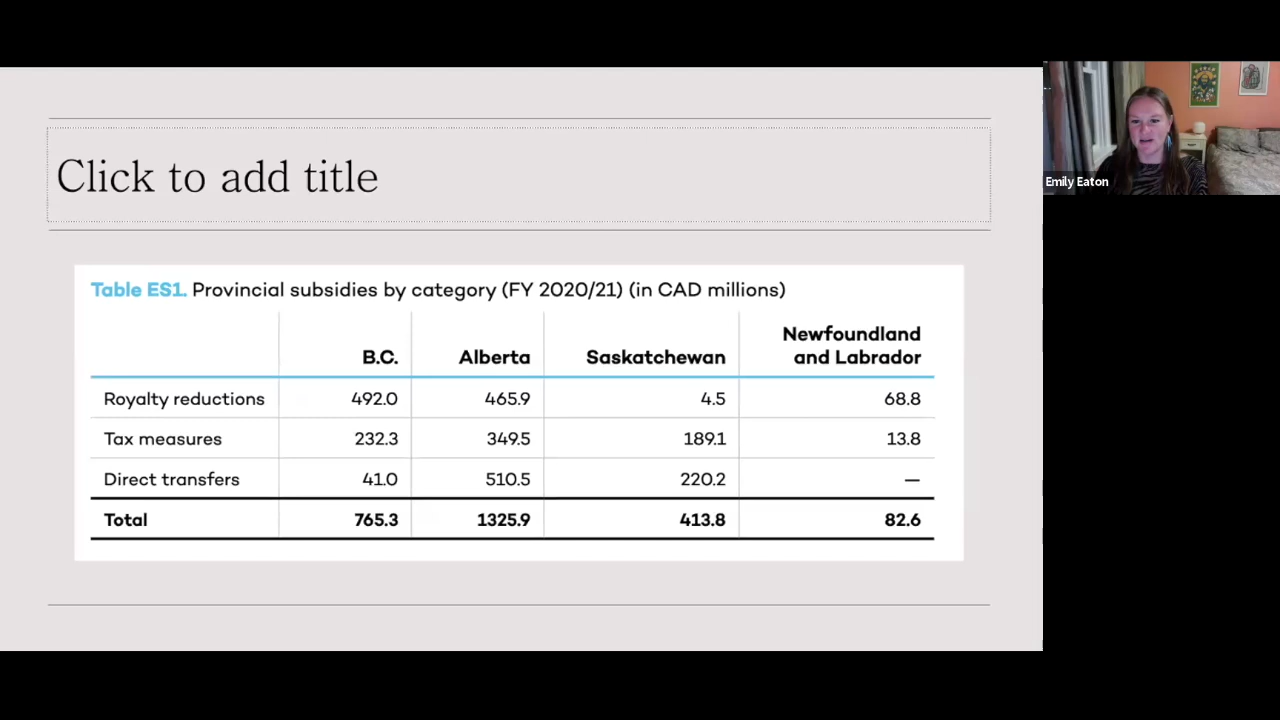 Click to add title
Table ES1. Provincial subsidies by category (FY 2020/21) (in CAD millions)
B.C. Alberta Saskatchewan Newfoundland and Labrador
Royalty reductions 492.0 465.9 4.5 68.8
Tax measures 232.3 349.5 189.1 13.8
Direct transfers 41.0 510.5 220.2 —
Total 765.3 1325.9 413.8 82.6
Emily Eaton